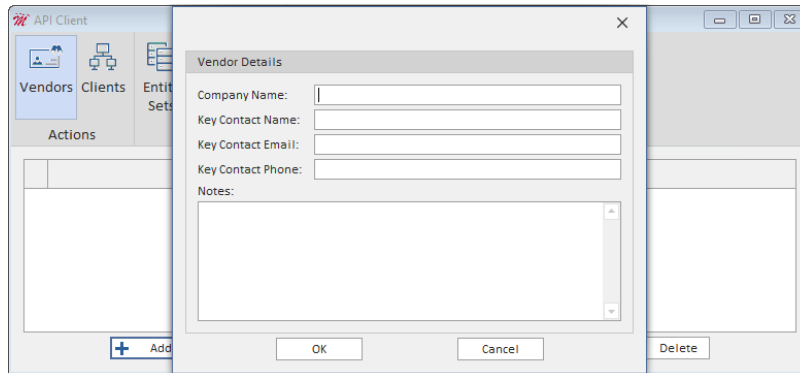 API Client
Vendors Clients Entit
Sets
Actions
Vendor Details
Company Name:
Key Contact Name:
Key Contact Email:
Key Contact Phone:
Notes:
Add
OK
Cancel
Delete